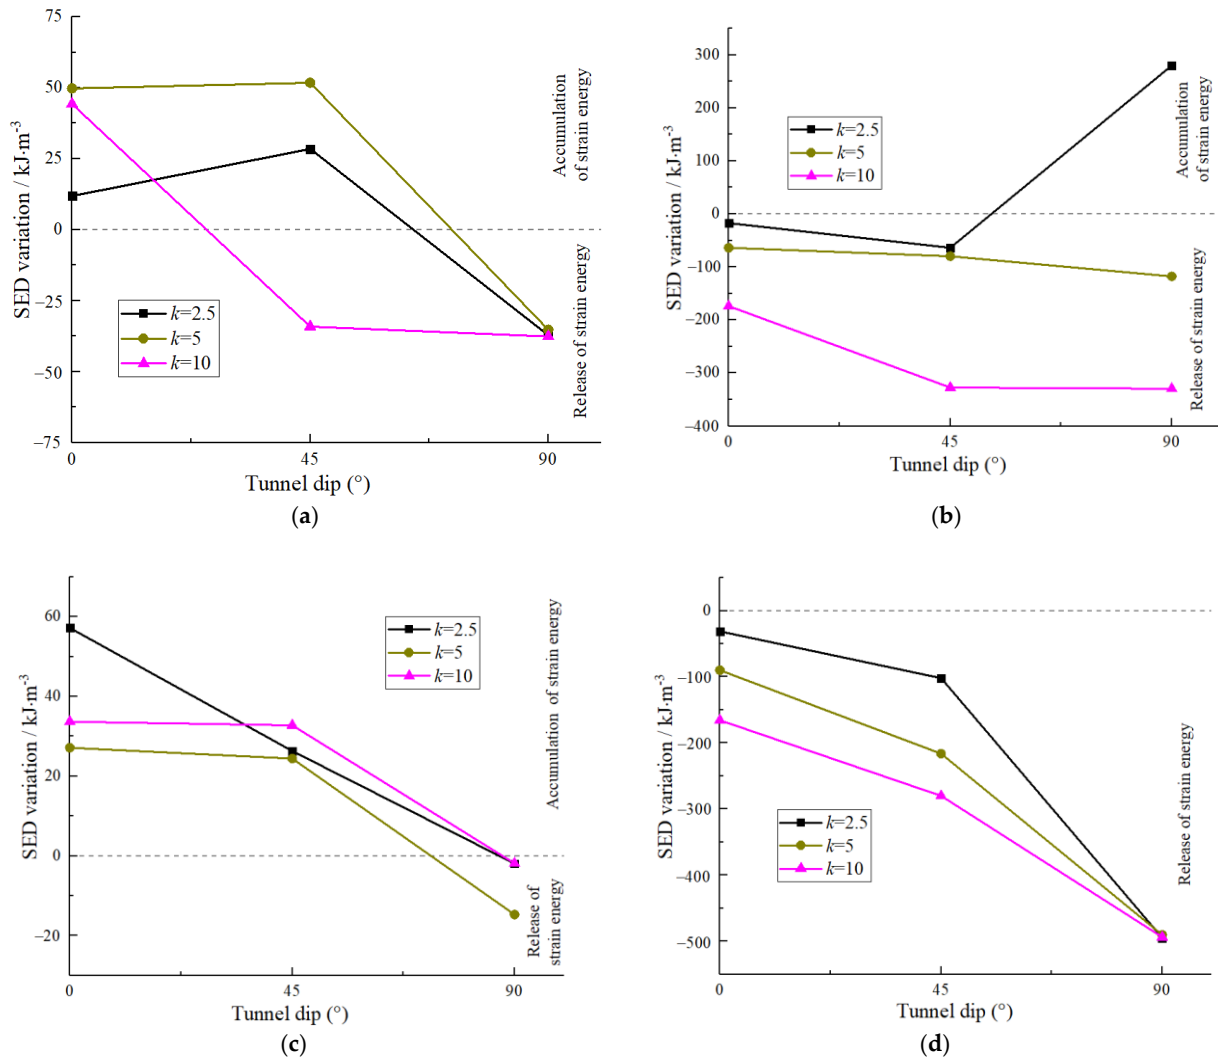 75
50
25
0
−25
−50
−75
SED variation / kJ·m⁻³
Accumulation
of strain energy
Release of strain energy
k=2.5
k=5
k=10
0
45
90
Tunnel dip (°)
(a)
300
200
100
0
−100
−200
−300
−400
SED variation / kJ·m⁻³
Accumulation
of strain energy
Release of strain energy
k=2.5
k=5
k=10
0
45
90
Tunnel dip (°)
(b)
60
40
20
0
−20
SED variation / kJ·m⁻³
Accumulation of strain energy
Release of
strain energy
k=2.5
k=5
k=10
0
45
90
Tunnel dip (°)
(c)
0
−100
−200
−300
−400
−500
SED variation / kJ·m⁻³
Release of strain energy
k=2.5
k=5
k=10
0
45
90
Tunnel dip (°)
(d)